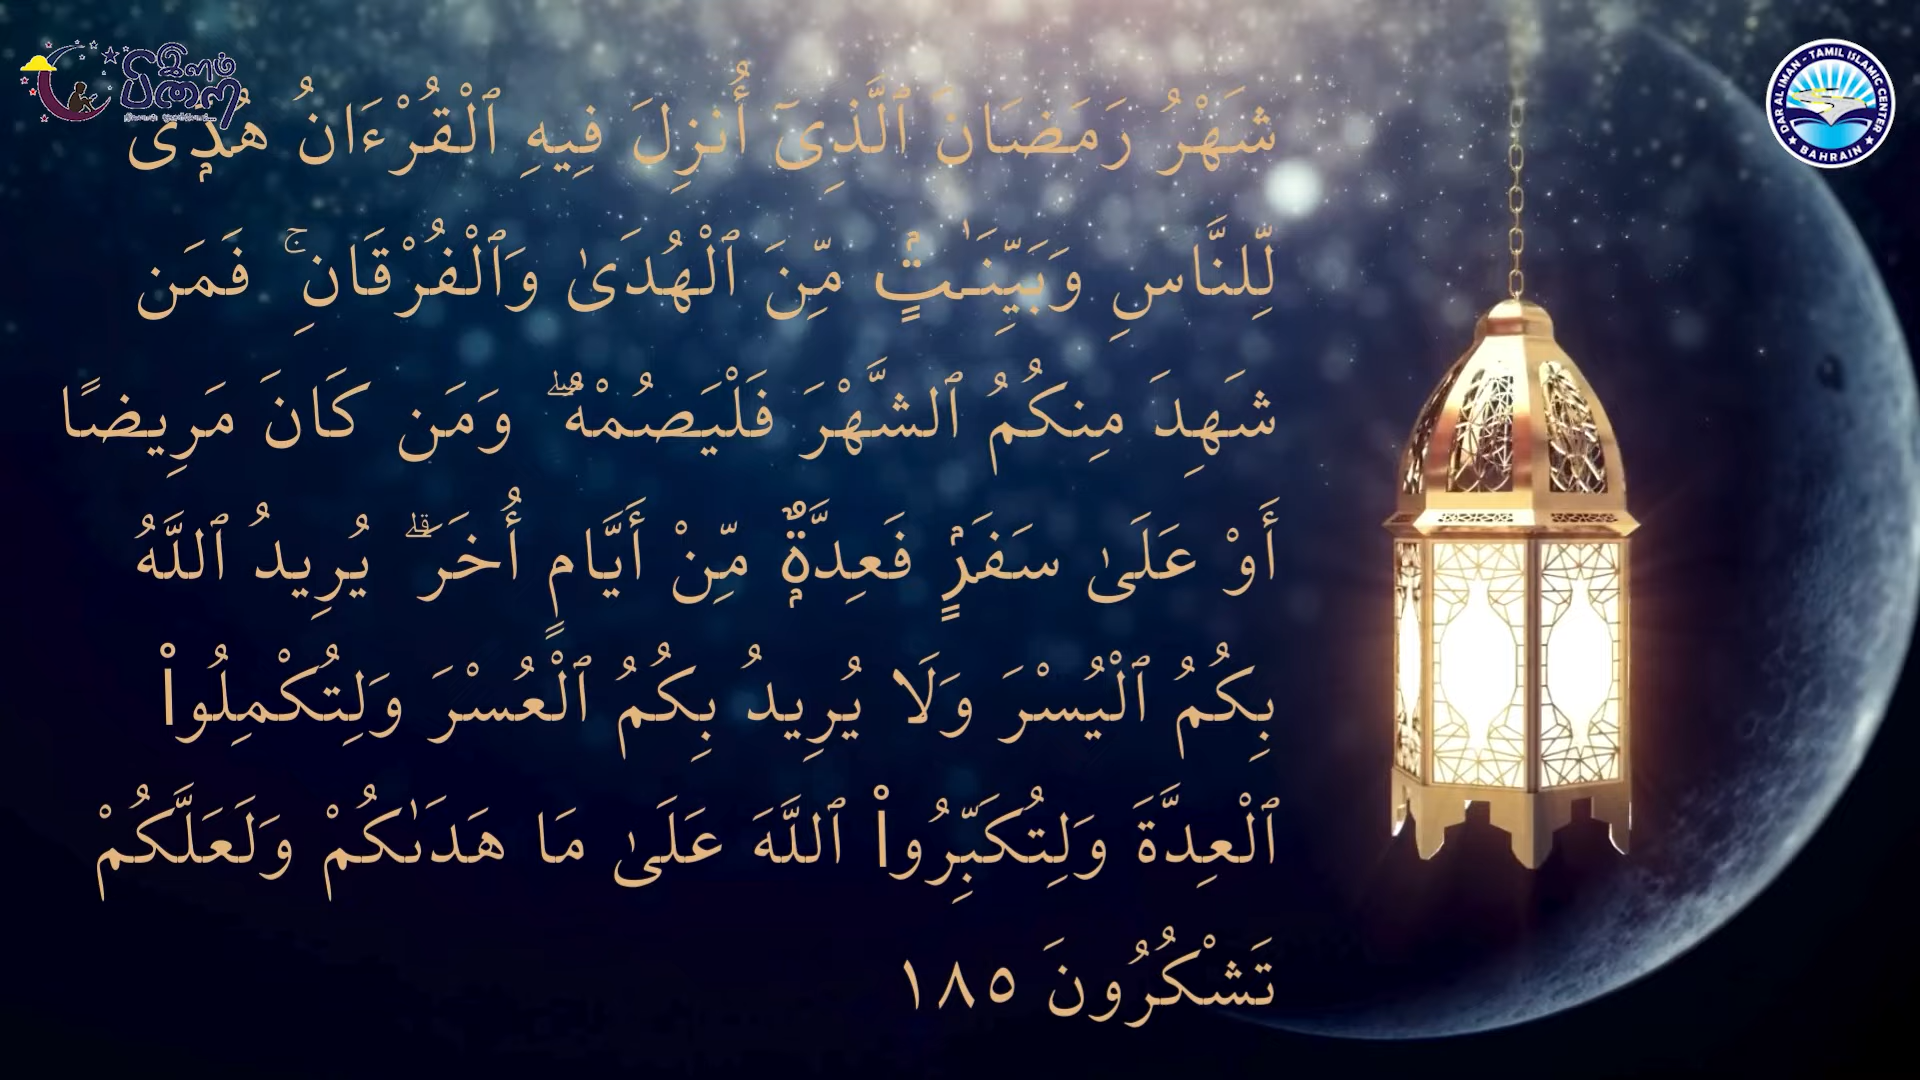 இளம்
பிறை
DAR AL IMAN - TAMIL ISLAMIC CENTER
BAHRAIN
شَهْرُ رَمَضَانَ ٱلَّذِىٓ أُنزِلَ فِيهِ ٱلْقُرْءَانُ هُدًۭى
لِّلنَّاسِ وَبَيِّنَـٰتٍۢ مِّنَ ٱلْهُدَىٰ وَٱلْفُرْقَانِ ۚ فَمَن
شَهِدَ مِنكُمُ ٱلشَّهْرَ فَلْيَصُمْهُ ۖ وَمَن كَانَ مَرِيضًا
أَوْ عَلَىٰ سَفَرٍۢ فَعِدَّةٌۭ مِّنْ أَيَّامٍ أُخَرَ ۗ يُرِيدُ ٱللَّهُ
بِكُمُ ٱلْيُسْرَ وَلَا يُرِيدُ بِكُمُ ٱلْعُسْرَ وَلِتُكْمِلُوا۟
ٱلْعِدَّةَ وَلِتُكَبِّرُوا۟ ٱللَّهَ عَلَىٰ مَا هَدَىٰكُمْ وَلَعَلَّكُمْ
تَشْكُرُونَ ١٨٥